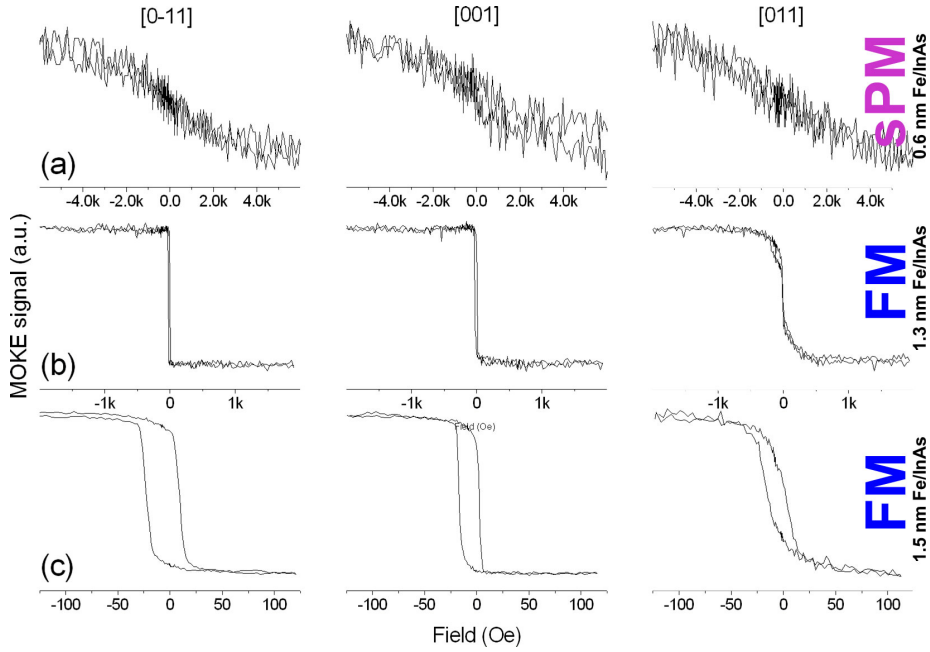 [0-11] [001] [011]
(a)
sPM
0.6 nm Fe/InAs
-4.0k -2.0k 0.0 2.0k 4.0k -4.0k -2.0k 0.0 2.0k 4.0k -4.0k -2.0k 0.0 2.0k 4.0k
MOKE signal (a.u.)
(b)
FM
1.3 nm Fe/InAs
-1k 0 1k -1k 0 1k -1k 0 1k
Field (Oe)
(c)
FM
1.5 nm Fe/InAs
-100 -50 0 50 100 -100 -50 0 50 100 -100 -50 0 50 100
Field (Oe)